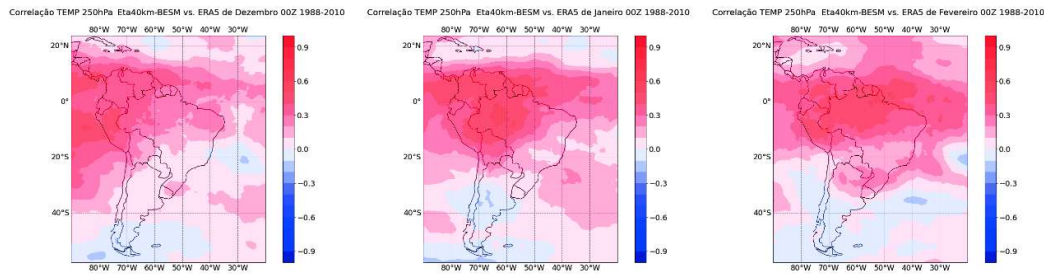 Correlação TEMP 250hPa Eta40km-BESM vs. ERA5 de Dezembro 00Z 1988-2010
80°W 70°W 60°W 50°W 40°W 30°W
20°N
0°
20°S
40°S
80°W 70°W 60°W 50°W 40°W 30°W
0.9
0.6
0.3
0.0
−0.3
−0.6
−0.9
Correlação TEMP 250hPa Eta40km-BESM vs. ERA5 de Janeiro 00Z 1988-2010
80°W 70°W 60°W 50°W 40°W 30°W
20°N
0°
20°S
40°S
80°W 70°W 60°W 50°W 40°W 30°W
0.9
0.6
0.3
0.0
−0.3
−0.6
−0.9
Correlação TEMP 250hPa Eta40km-BESM vs. ERA5 de Fevereiro 00Z 1988-2010
80°W 70°W 60°W 50°W 40°W 30°W
20°N
0°
20°S
40°S
80°W 70°W 60°W 50°W 40°W 30°W
0.9
0.6
0.3
0.0
−0.3
−0.6
−0.9